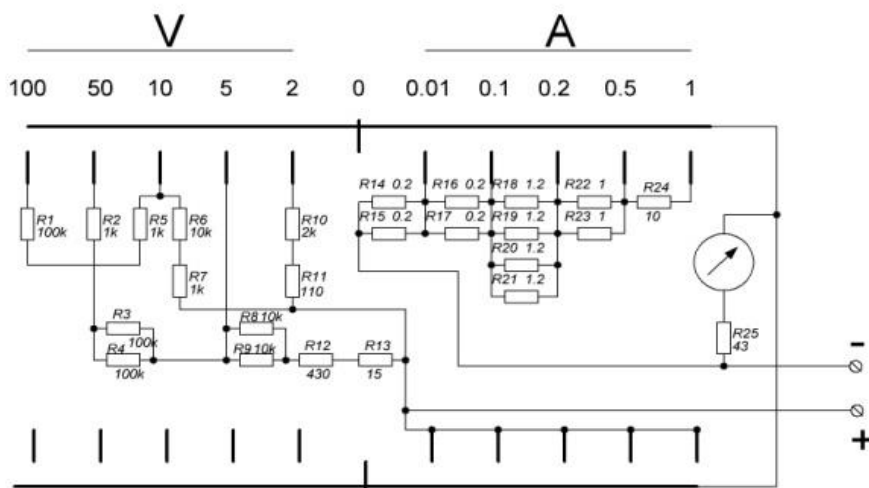 V A
100 50 10 5 2 0 0.01 0.1 0.2 0.5 1
R14 0.2 R16 0.2 R18 1.2 R22 1 R24
10
R15 0.2 R17 0.2 R19 1.2 R23 1
R1
100k
R2
1k
R5
1k
R6
10k
R10
2k
R20 1.2
R21 1.2
R7
1k
R11
110
R3
100k
R8 10k
R4
100k
R9 10k R12
430
R13
15
R25
43
-
+